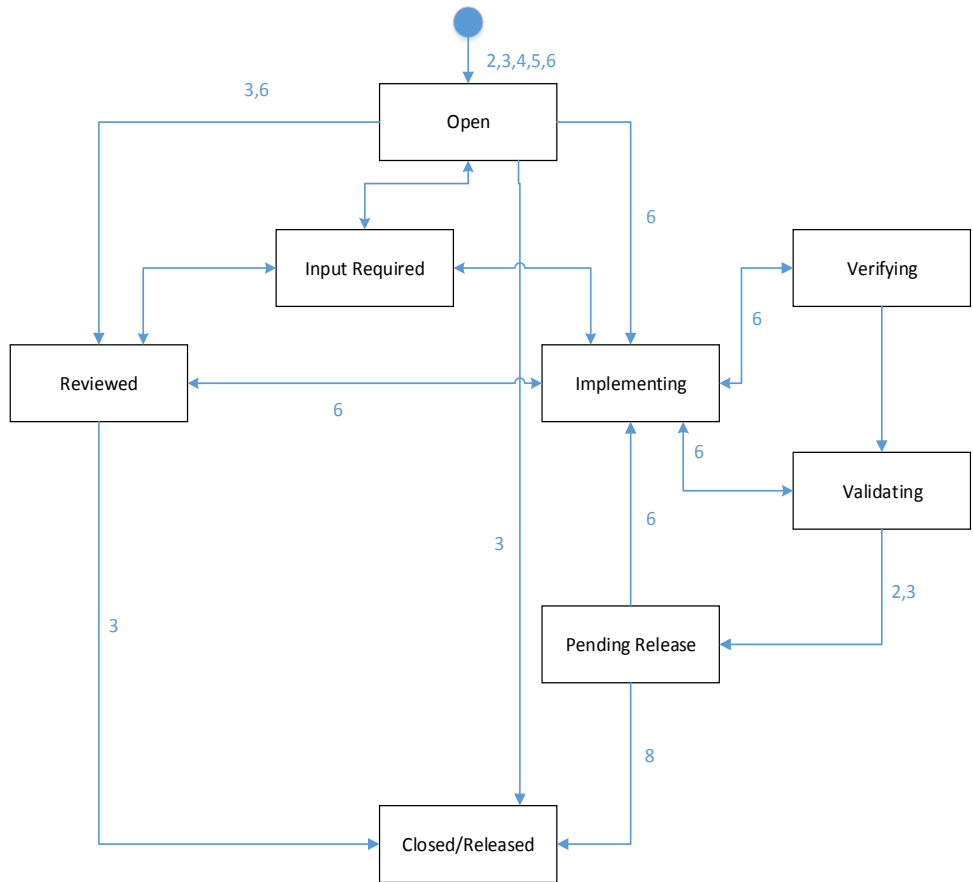 2,3,4,5,6
3,6
Open
6
Input Required
Verifying
6
Reviewed
Implementing
6
6
Validating
6
3
2,3
3
Pending Release
8
Closed/Released